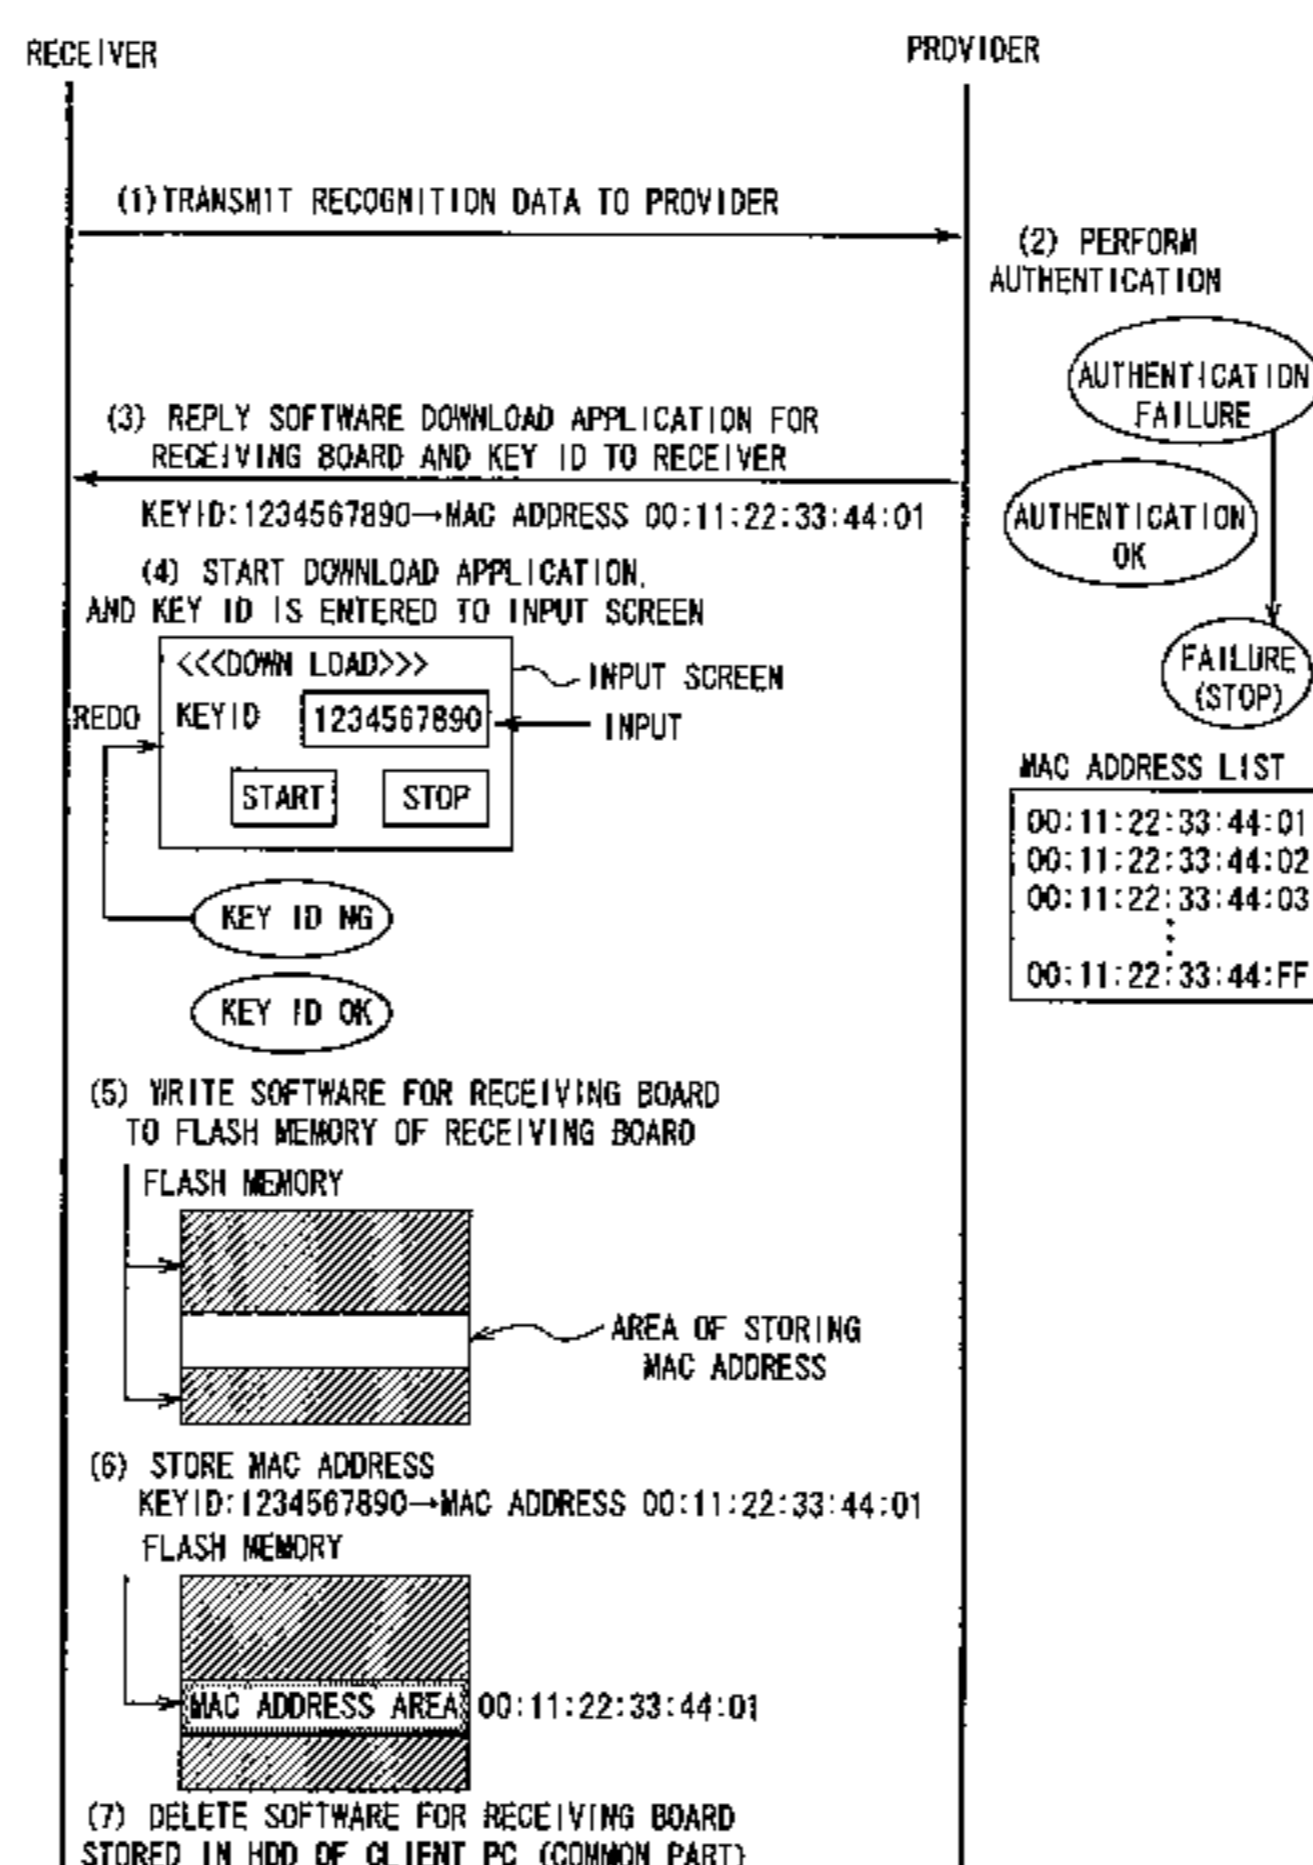 RECEIVER
PROVIDER
(1)TRANSMIT RECOGNITION DATA TO PROVIDER
(2) PERFORM
AUTHENTICATION
AUTHENTICATION
FAILURE
(3) REPLY SOFTWARE DOWNLOAD APPLICATION FOR
RECEIVING BOARD AND KEY ID TO RECEIVER
KEYID:1234567890→MAC ADDRESS 00:11:22:33:44:01
AUTHENTICATION
OK
(4) START DOWNLOAD APPLICATION,
AND KEY ID IS ENTERED TO INPUT SCREEN
<<<DOWN LOAD>>>
INPUT SCREEN
REDO
KEYID
1234567890
INPUT
START
STOP
FAILURE
(STOP)
MAC ADDRESS LIST
00:11:22:33:44:01
00:11:22:33:44:02
00:11:22:33:44:03
00:11:22:33:44:FF
KEY ID NG
KEY ID OK
(5) WRITE SOFTWARE FOR RECEIVING BOARD
TO FLASH MEMORY OF RECEIVING BOARD
FLASH MEMORY
AREA OF STORING
MAC ADDRESS
(6) STORE MAC ADDRESS
KEYID:1234567890→MAC ADDRESS 00:11:22:33:44:01
FLASH MEMORY
MAC ADDRESS AREA 00:11:22:33:44:01
(7) DELETE SOFTWARE FOR RECEIVING BOARD
STORED IN HDD OF CLIENT PC (COMMON PART)